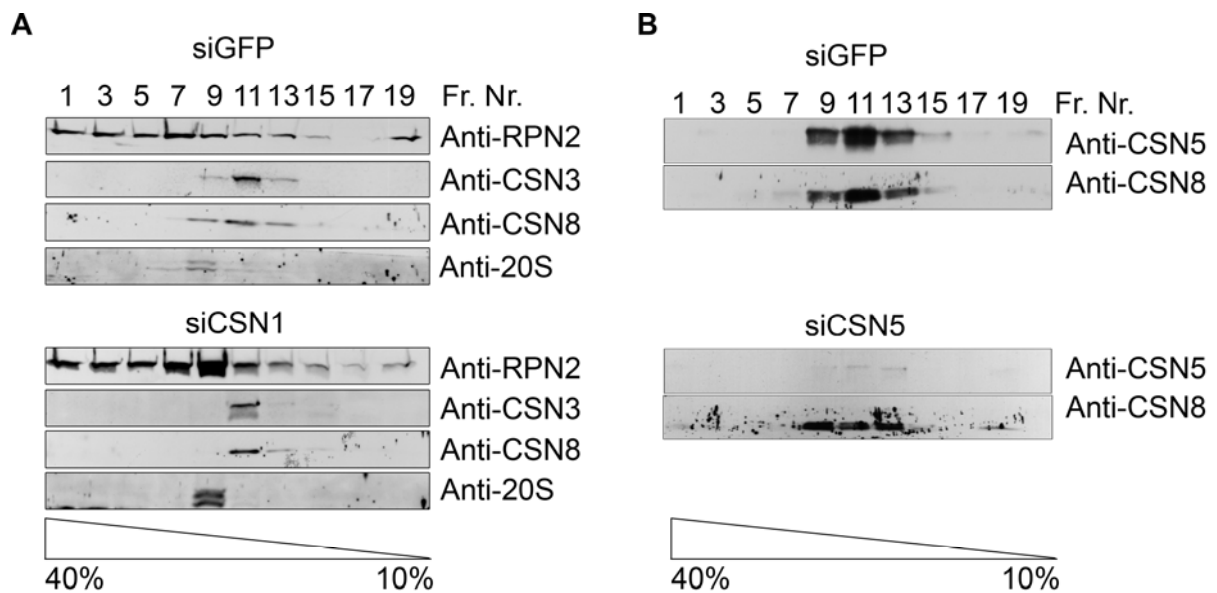 A
siGFP
1 3 5 7 9 11 13 15 17 19 Fr. Nr.
Anti-RPN2
Anti-CSN3
Anti-CSN8
Anti-20S
siCSN1
Anti-RPN2
Anti-CSN3
Anti-CSN8
Anti-20S
40% 10%
B
siGFP
1 3 5 7 9 11 13 15 17 19 Fr. Nr.
Anti-CSN5
Anti-CSN8
siCSN5
Anti-CSN5
Anti-CSN8
40% 10%